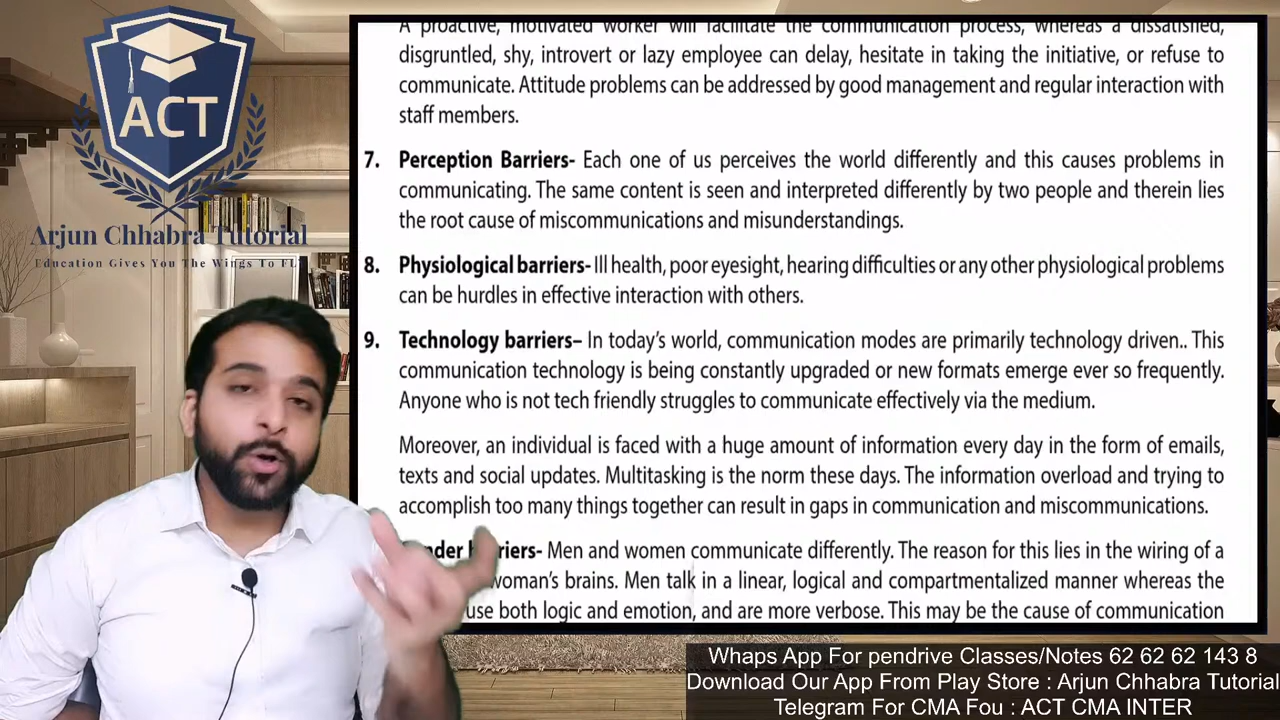 ACT
Arjun Chhabra Tutorial
Education Gives You The Wings To
A proactive, motivated worker will facilitate the communication process, whereas a dissatisfied,
disgruntled, shy, introvert or lazy employee can delay, hesitate in taking the initiative, or refuse to
communicate. Attitude problems can be addressed by good management and regular interaction with
staff members.
7. Perception Barriers- Each one of us perceives the world differently and this causes problems in
communicating. The same content is seen and interpreted differently by two people and therein lies
the root cause of miscommunications and misunderstandings.
8. Physiological barriers- Ill health, poor eyesight, hearing difficulties or any other physiological problems
can be hurdles in effective interaction with others.
9. Technology barriers– In today's world, communication modes are primarily technology driven.. This
communication technology is being constantly upgraded or new formats emerge ever so frequently.
Anyone who is not tech friendly struggles to communicate effectively via the medium.
Moreover, an individual is faced with a huge amount of information every day in the form of emails,
texts and social updates. Multitasking is the norm these days. The information overload and trying to
accomplish too many things together can result in gaps in communication and miscommunications.
Men and women communicate differently. The reason for this lies in the wiring of a
woman's brains. Men talk in a linear, logical and compartmentalized manner whereas the
use both logic and emotion, and are more verbose. This may be the cause of communication
Whaps App For pendrive Classes/Notes 62 62 62 143 8
Download Our App From Play Store : Arjun Chhabra Tutorial
Telegram For CMA Fou : ACT CMA INTER